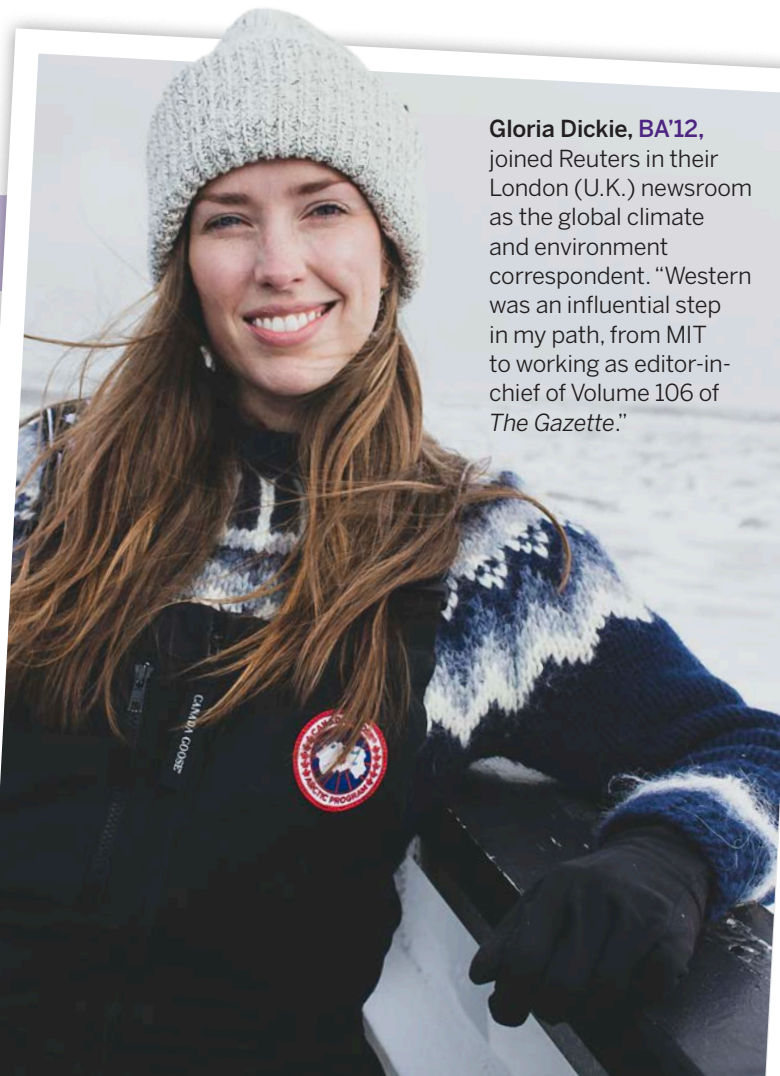 Gloria Dickie, BA’12,
joined Reuters in their
London (U.K.) newsroom
as the global climate
and environment
correspondent. “Western
was an influential step
in my path, from MIT
to working as editor-in-
chief of Volume 106 of
The Gazette.”
CANADA GOOSE
ARCTIC PROGRAM